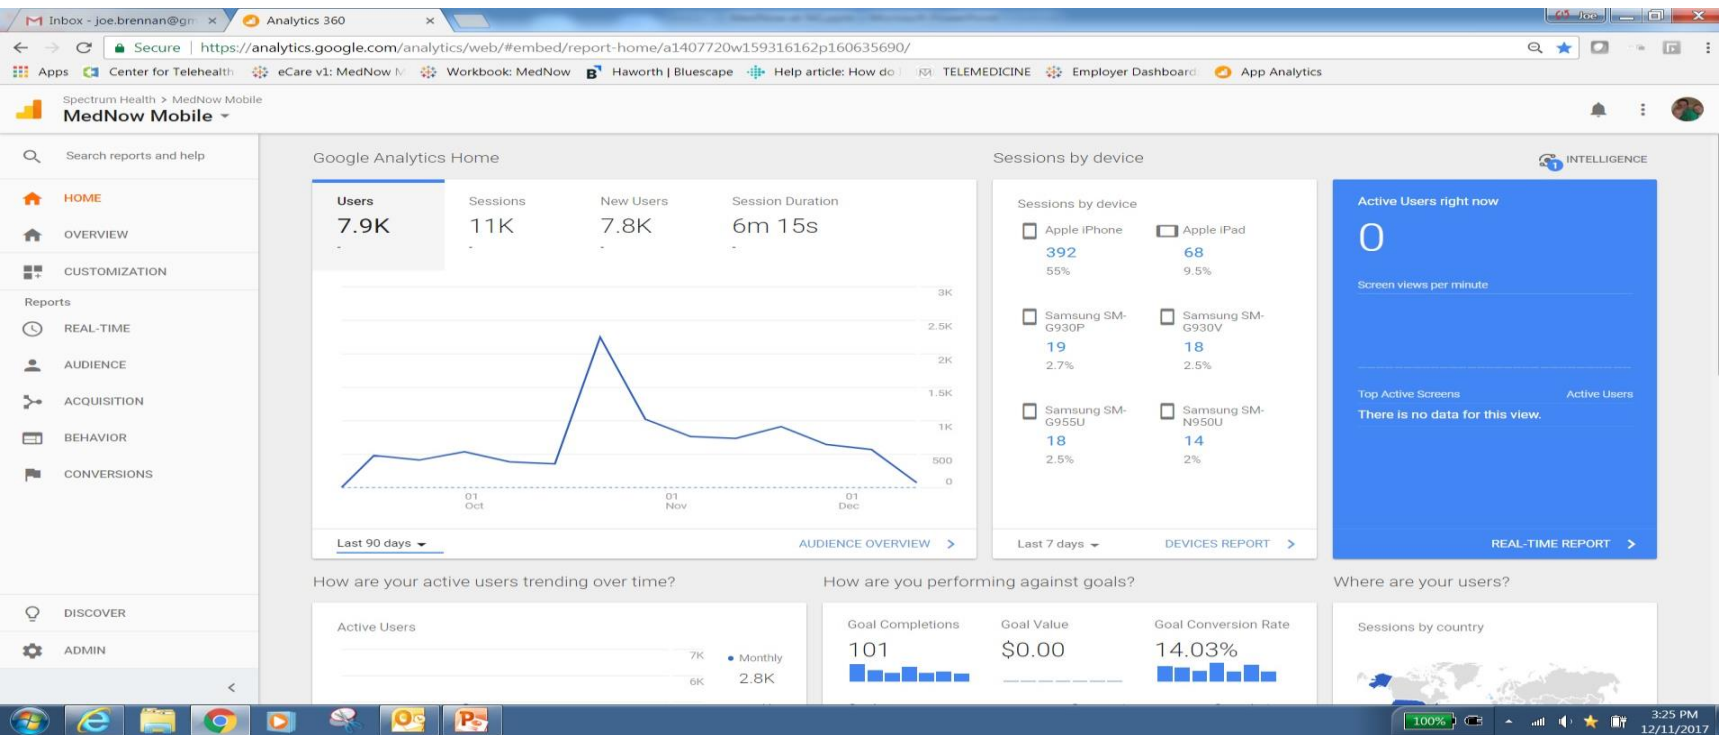 Inbox - joe.brennan@gm
Analytics 360
Joe
Secure | https://analytics.google.com/analytics/web/#embed/report-home/a1407720w159316162p160635690/
Apps Center for Telehealth eCare v1: MedNow M Workbook: MedNow Haworth | Bluescape Help article: How do I TELEMEDICINE Employer Dashboard App Analytics
Spectrum Health > MedNow Mobile
MedNow Mobile
Search reports and help
HOME
OVERVIEW
CUSTOMIZATION
Reports
REAL-TIME
AUDIENCE
ACQUISITION
BEHAVIOR
CONVERSIONS
DISCOVER
ADMIN
<
Google Analytics Home
Users
7.9K
-
Sessions
11K
-
New Users
7.8K
-
Session Duration
6m 15s
-
3K
2.5K
2K
1.5K
1K
500
0
01
Oct
01
Nov
01
Dec
Last 90 days
AUDIENCE OVERVIEW >
Sessions by device
INTELLIGENCE
1
Sessions by device
Apple iPhone
392
55%
Apple iPad
68
9.5%
Samsung SM-
G930P
19
2.7%
Samsung SM-
G930V
18
2.5%
Samsung SM-
G955U
18
2.5%
Samsung SM-
N950U
14
2%
Last 7 days
DEVICES REPORT >
Active Users right now
0
Screen views per minute
Top Active Screens Active Users
There is no data for this view.
REAL-TIME REPORT >
How are your active users trending over time?
Active Users
7K
6K
Monthly
2.8K
How are you performing against goals?
Goal Completions
101
Goal Value
$0.00
Goal Conversion Rate
14.03%
Where are your users?
Sessions by country
100%
3:25 PM
12/11/2017